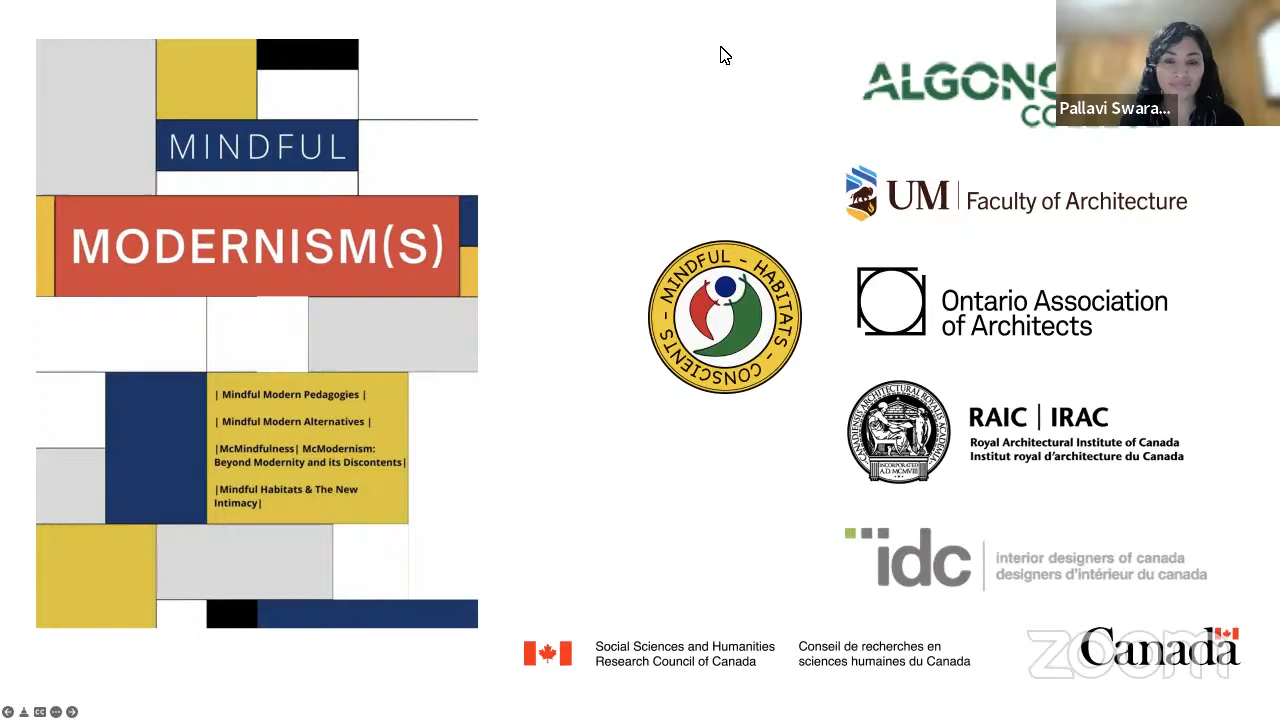 MINDFUL
MODERNISM(S)
| Mindful Modern Pedagogies |
| Mindful Modern Alternatives |
|McMindfulness| McModernism:
Beyond Modernity and its Discontents|
|Mindful Habitats & The New
Intimacy|
- MINDFUL - HABITATS - CONSCIENTS
Pallavi Swara...
UM Faculty of Architecture
Ontario Association
of Architects
RAIC | IRAC
Royal Architectural Institute of Canada
Institut royal d'architecture du Canada
INCORPORATED
A.D. MCMVIII
idc
interior designers of canada
designers d'intérieur du canada
Social Sciences and Humanities
Research Council of Canada
Conseil de recherches en
sciences humaines du Canada
Canada
zoom
CC